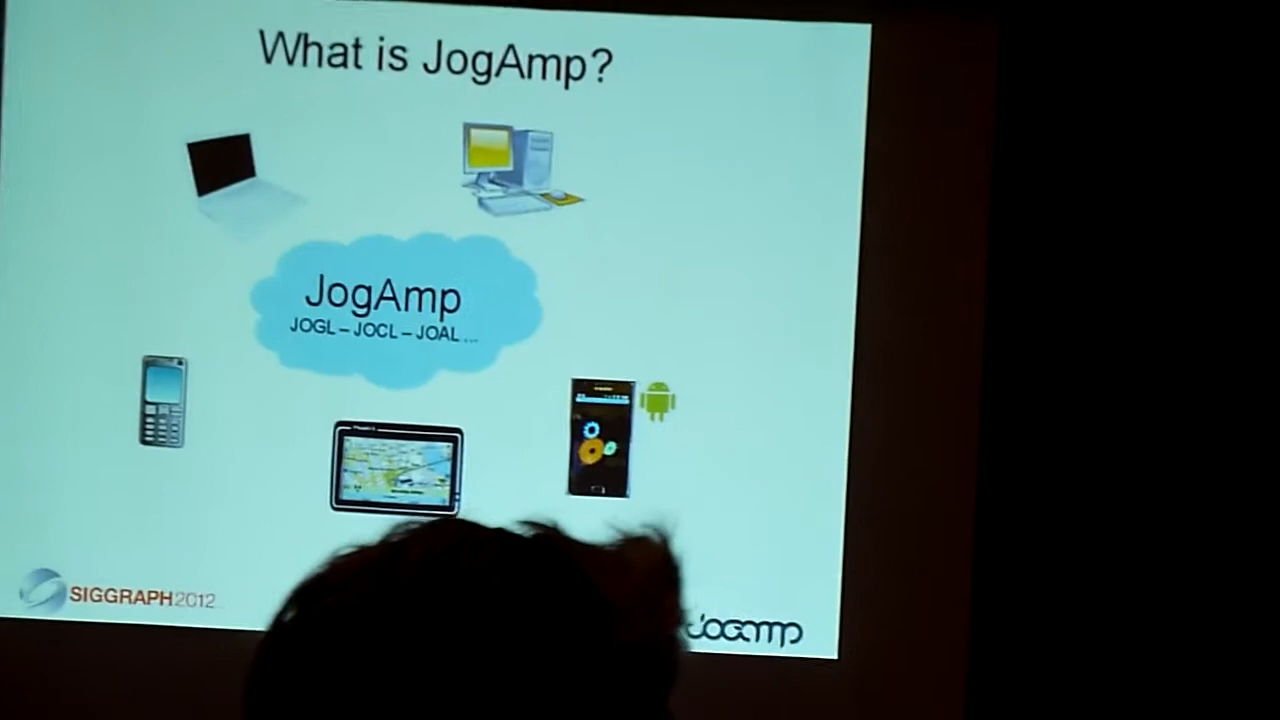 What is JogAmp?
JogAmp
JOGL – JOCL – JOAL ...
SIGGRAPH2012
Jogamp